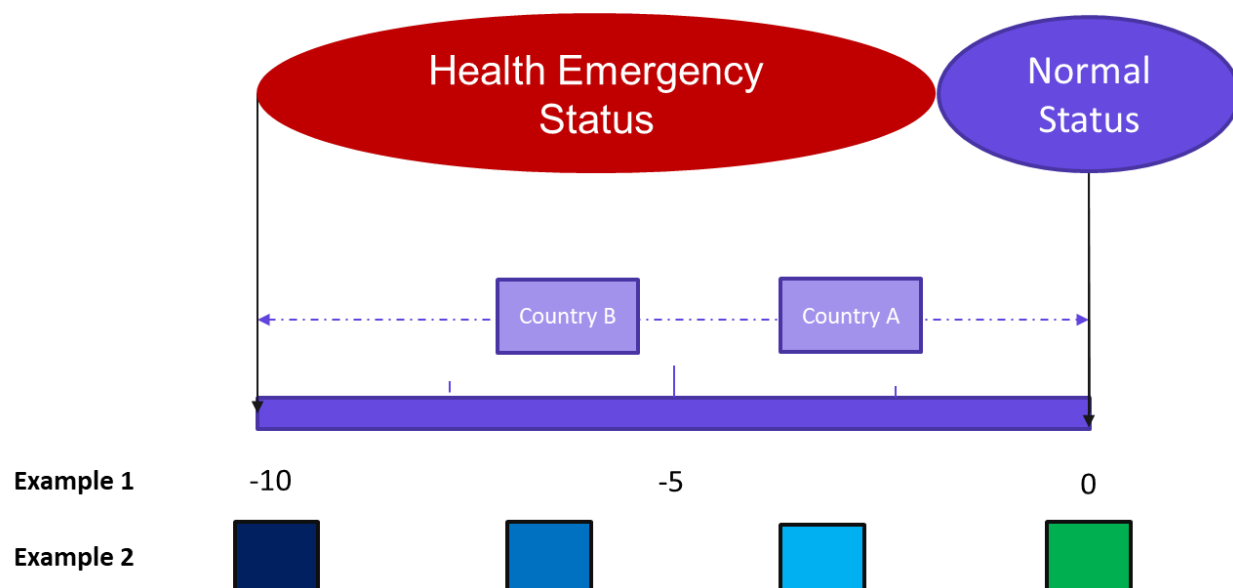 Health Emergency
Status
Normal
Status
Country B
Country A
Example 1
-10
-5
0
Example 2